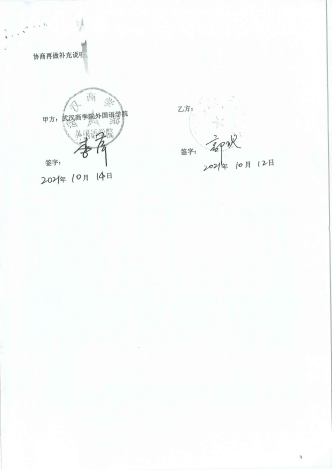 协商再做补充说明
甲方：武汉商学院外国语学院
乙方：
签字：
签字：
2021年 10月 14日
2021年 10月 12日